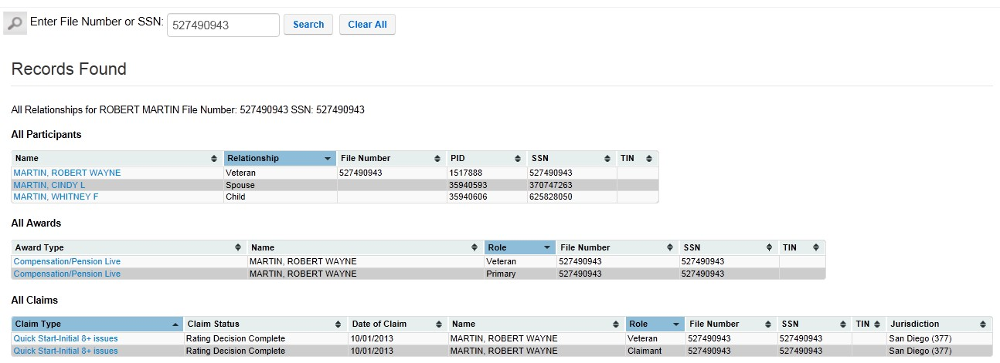 Enter File Number or SSN: 527490943 Search Clear All
Records Found
All Relationships for ROBERT MARTIN File Number: 527490943 SSN: 527490943
All Participants
Name Relationship File Number PID SSN TIN
MARTIN, ROBERT WAYNE Veteran 527490943 1517888 527490943
MARTIN, CINDY L Spouse 35940593 370747263
MARTIN, WHITNEY F Child 35940606 625828050
All Awards
Award Type Name Role File Number SSN TIN
Compensation/Pension Live MARTIN, ROBERT WAYNE Veteran 527490943 527490943
Compensation/Pension Live MARTIN, ROBERT WAYNE Primary 527490943 527490943
All Claims
Claim Type Claim Status Date of Claim Name Role File Number SSN TIN Jurisdiction
Quick Start-Initial 8+ issues Rating Decision Complete 10/01/2013 MARTIN, ROBERT WAYNE Veteran 527490943 527490943 San Diego (377)
Quick Start-Initial 8+ issues Rating Decision Complete 10/01/2013 MARTIN, ROBERT WAYNE Claimant 527490943 527490943 San Diego (377)